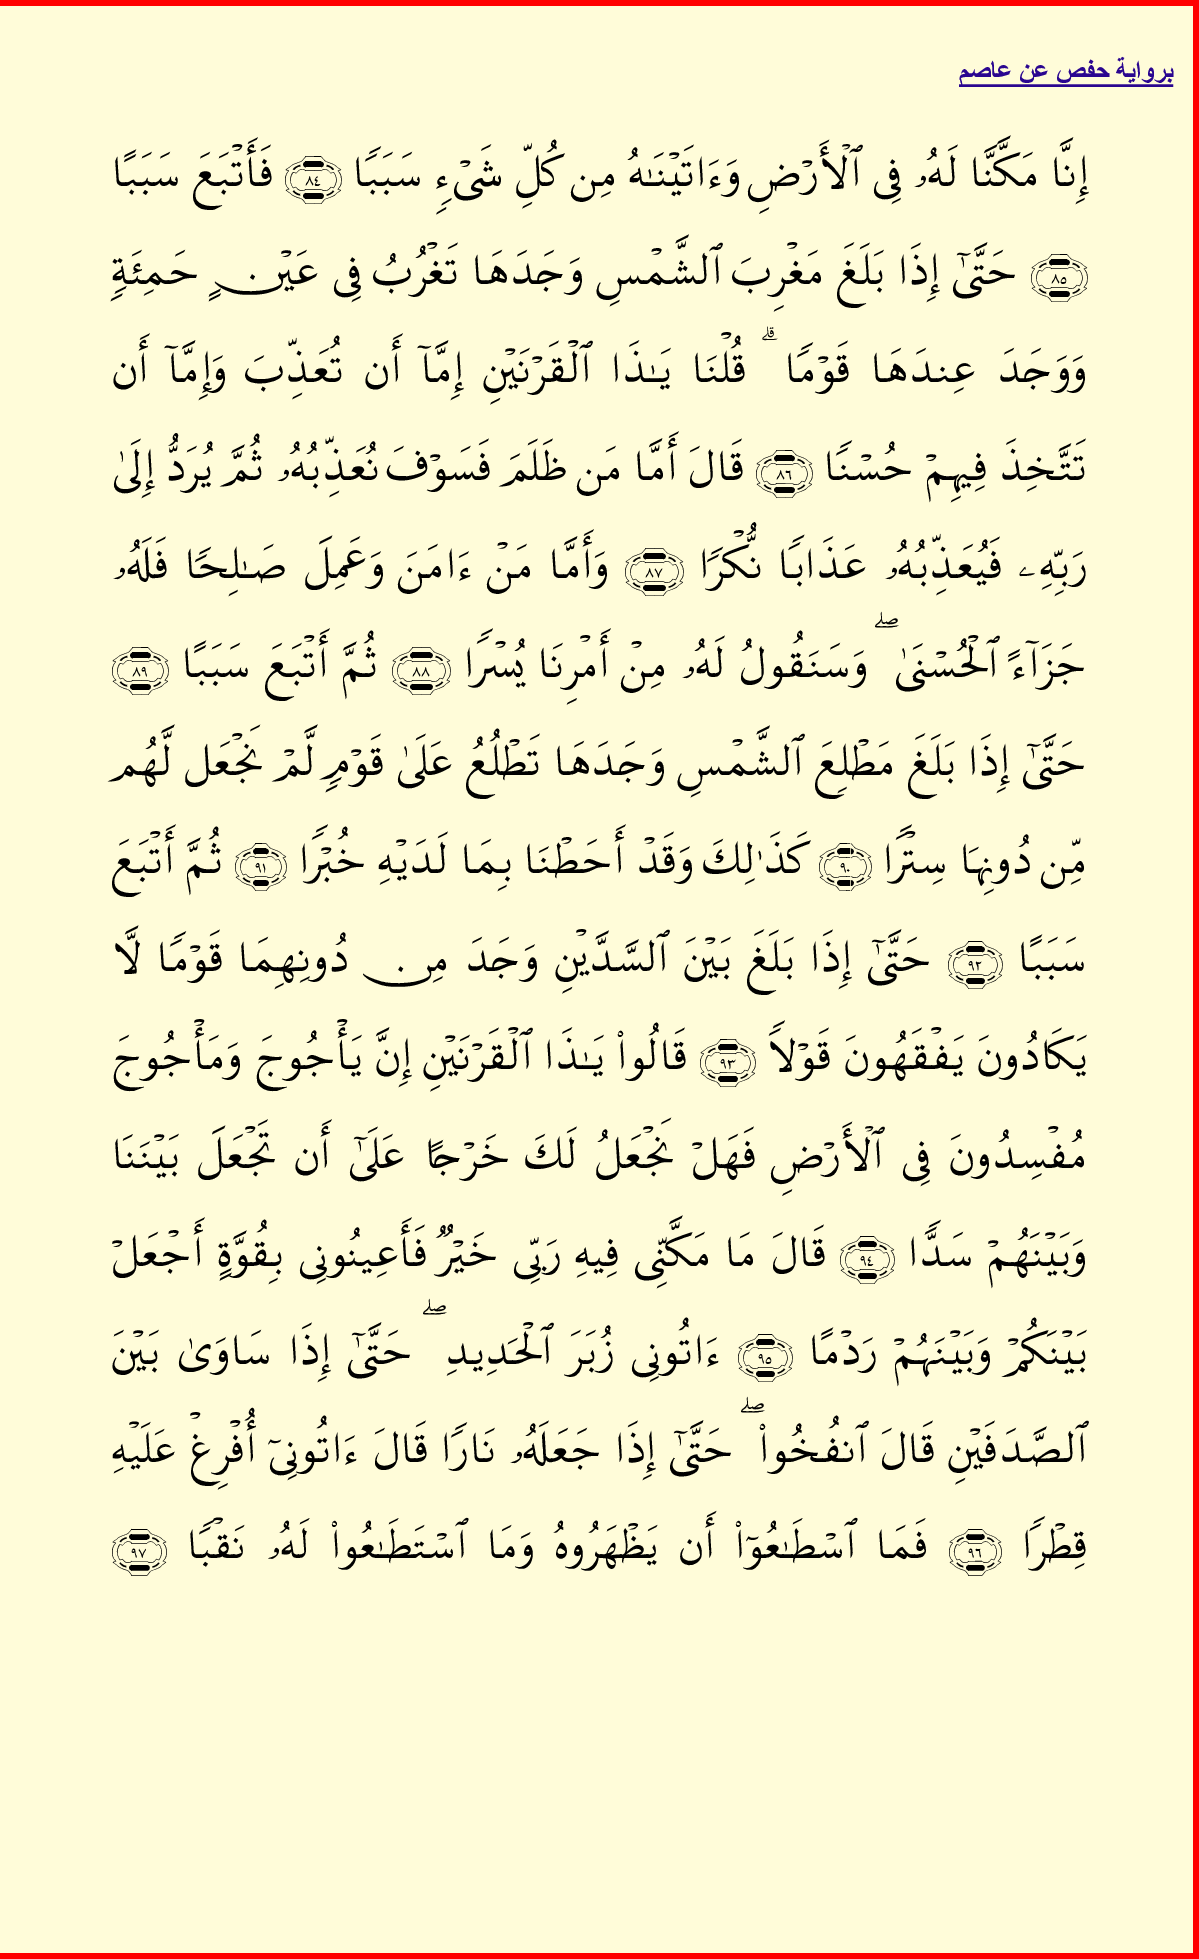 برواية حفص عن عاصم
إِنَّا مَكَّنَّا لَهُۥ فِى ٱلْأَرْضِ وَءَاتَيْنَـٰهُ مِن كُلِّ شَىْءٍ سَبَبًا ٨٤ فَأَتْبَعَ سَبَبًا
٨٥ حَتَّىٰٓ إِذَا بَلَغَ مَغْرِبَ ٱلشَّمْسِ وَجَدَهَا تَغْرُبُ فِى عَيْنٍ حَمِئَةٍ
وَوَجَدَ عِندَهَا قَوْمًا ۗ قُلْنَا يَـٰذَا ٱلْقَرْنَيْنِ إِمَّآ أَن تُعَذِّبَ وَإِمَّآ أَن
تَتَّخِذَ فِيهِمْ حُسْنًا ٨٦ قَالَ أَمَّا مَن ظَلَمَ فَسَوْفَ نُعَذِّبُهُۥ ثُمَّ يُرَدُّ إِلَىٰ
رَبِّهِۦ فَيُعَذِّبُهُۥ عَذَابًا نُّكْرًا ٨٧ وَأَمَّا مَنْ ءَامَنَ وَعَمِلَ صَـٰلِحًا فَلَهُۥ
جَزَآءً ٱلْحُسْنَىٰ ۖ وَسَنَقُولُ لَهُۥ مِنْ أَمْرِنَا يُسْرًا ٨٨ ثُمَّ أَتْبَعَ سَبَبًا ٨٩
حَتَّىٰٓ إِذَا بَلَغَ مَطْلِعَ ٱلشَّمْسِ وَجَدَهَا تَطْلُعُ عَلَىٰ قَوْمٍ لَّمْ نَجْعَل لَّهُم
مِّن دُونِهَا سِتْرًا ٩٠ كَذَٰلِكَ وَقَدْ أَحَطْنَا بِمَا لَدَيْهِ خُبْرًا ٩١ ثُمَّ أَتْبَعَ
سَبَبًا ٩٣ حَتَّىٰٓ إِذَا بَلَغَ بَيْنَ ٱلسَّدَّيْنِ وَجَدَ مِن دُونِهِمَا قَوْمًا لَّا
يَكَادُونَ يَفْقَهُونَ قَوْلًا ٩٣ قَالُوا۟ يَـٰذَا ٱلْقَرْنَيْنِ إِنَّ يَأْجُوجَ وَمَأْجُوجَ
مُفْسِدُونَ فِى ٱلْأَرْضِ فَهَلْ نَجْعَلُ لَكَ خَرْجًا عَلَىٰٓ أَن تَجْعَلَ بَيْنَنَا
وَبَيْنَهُمْ سَدًّا ٩٤ قَالَ مَا مَكَّنِّى فِيهِ رَبِّى خَيْرٌ فَأَعِينُونِى بِقُوَّةٍ أَجْعَلْ
بَيْنَكُمْ وَبَيْنَهُمْ رَدْمًا ٩٥ ءَاتُونِى زُبَرَ ٱلْحَدِيدِ ۖ حَتَّىٰٓ إِذَا سَاوَىٰ بَيْنَ
ٱلصَّدَفَيْنِ قَالَ ٱنفُخُوا۟ ۖ حَتَّىٰٓ إِذَا جَعَلَهُۥ نَارًا قَالَ ءَاتُونِىٓ أُفْرِغْ عَلَيْهِ
قِطْرًا ٩٦ فَمَا ٱسْطَـٰعُوٓا۟ أَن يَظْهَرُوهُ وَمَا ٱسْتَطَـٰعُوا۟ لَهُۥ نَقْبًا ٩٧